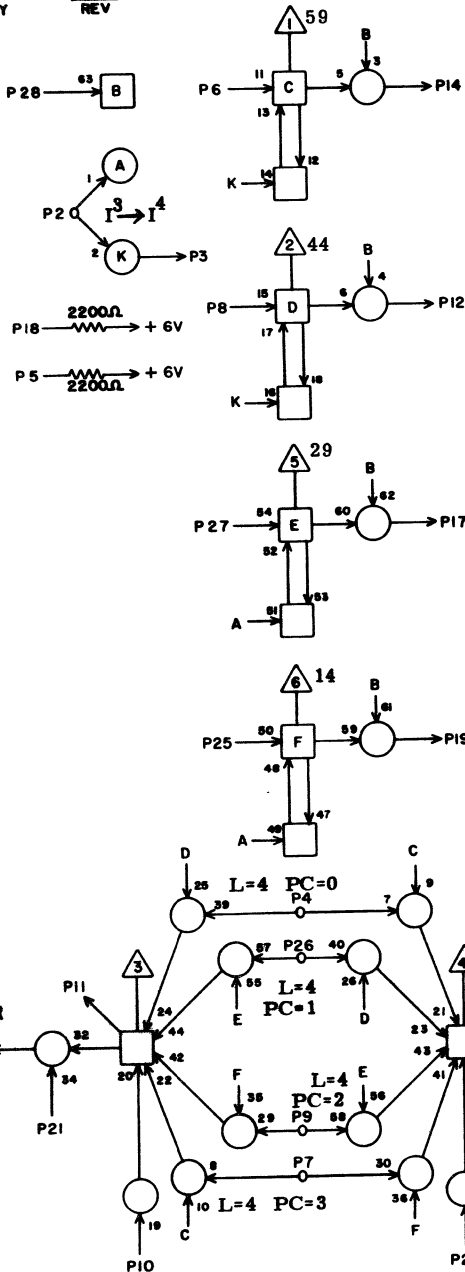 Y REV
1 59
B
63 11 5 3
P28 B P6 C P14
13
A 14 12
1 K
P2 I³→I⁴
2 44
2 K P3 B
15 6 4
P8 D P12
2200Ω 17
P18 + 6V 18
P5 + 6V 16
2200Ω K
5 29
B
54 60 62
P27 E P17
52
51 53
A
6 14
B
61
50 59
P25 F P19
48
47
49
A
D C
L=4 PC=0
25 9
39 P4 7
3 4
57 P26 40
P11 55 26
L=4
24 E PC=1 D 21
44 23
32 42 43
20 22 L=4 41
34 F E
PC=2
35 56
P21 29 P9 58
8 P7 30
10 36
19 C L=4 PC=3 F
P10 P2